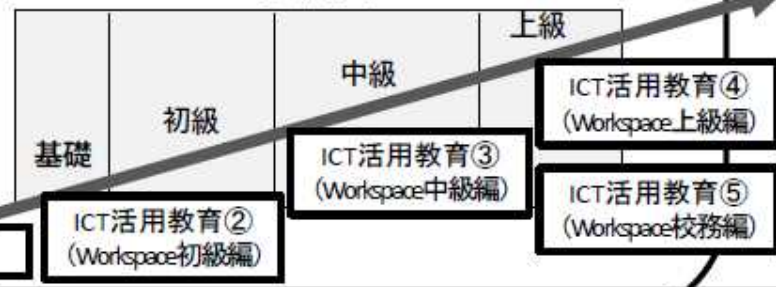 上級
中級
初級
基礎
ICT活用教育④
（Workspace上級編）
ICT活用教育③
（Workspace中級編）
ICT活用教育⑤
（Workspace校務編）
ICT活用教育②
（Workspace初級編）